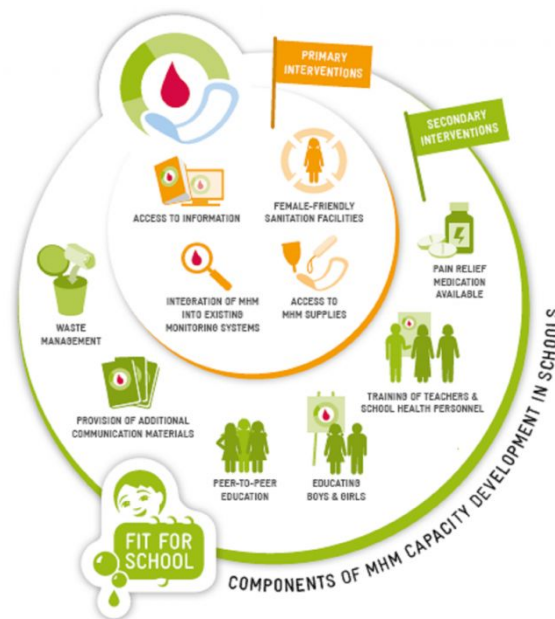 PRIMARY
INTERVENTIONS
SECONDARY
INTERVENTIONS
ACCESS TO INFORMATION
FEMALE-FRIENDLY
SANITATION FACILITIES
INTEGRATION OF MHM
INTO EXISTING
MONITORING SYSTEMS
ACCESS TO
MHM SUPPLIES
PAIN RELIEF
MEDICATION
AVAILABLE
WASTE
MANAGEMENT
TRAINING OF TEACHERS &
SCHOOL HEALTH PERSONNEL
PROVISION OF ADDITIONAL
COMMUNICATION MATERIALS
PEER-TO-PEER
EDUCATION
EDUCATING
BOYS & GIRLS
FIT FOR
SCHOOL
COMPONENTS OF MHM CAPACITY DEVELOPMENT IN SCHOOLS